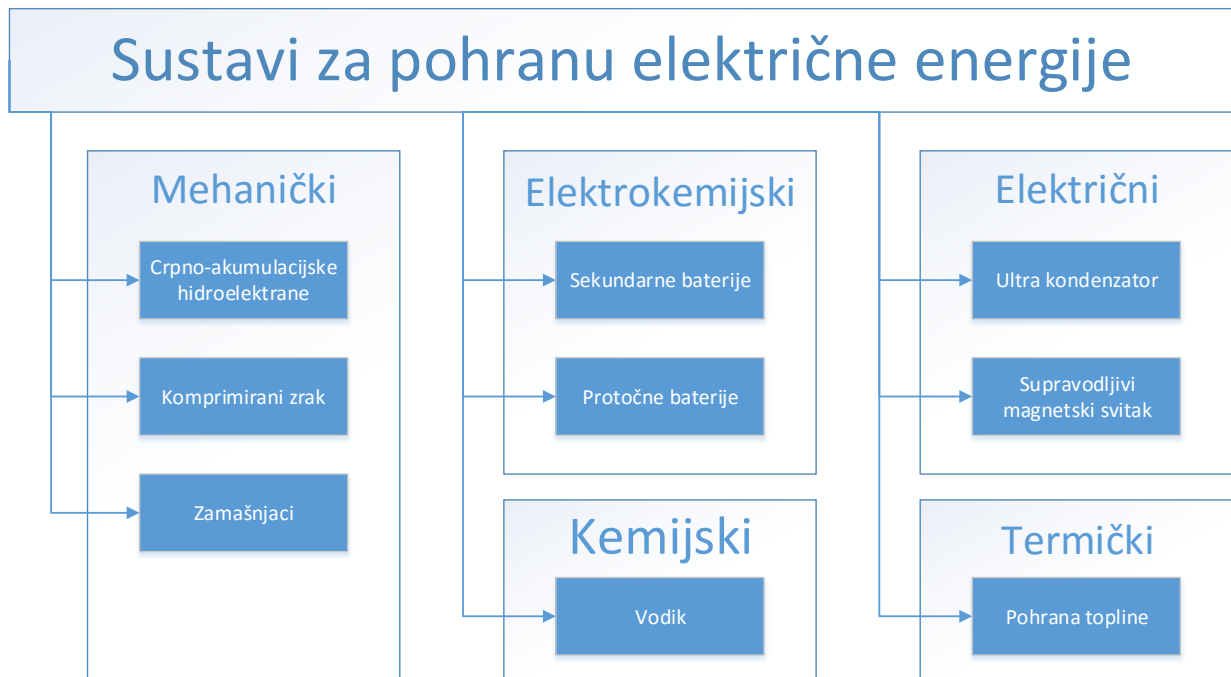 Sustavi za pohranu električne energije
Mehanički
Crpno-akumulacijske
hidroelektrane
Komprimirani zrak
Zamašnjaci
Elektrokemijski
Sekundarne baterije
Protočne baterije
Kemijski
Vodik
Električni
Ultra kondenzator
Supravodljivi
magnetski svitak
Termički
Pohrana topline